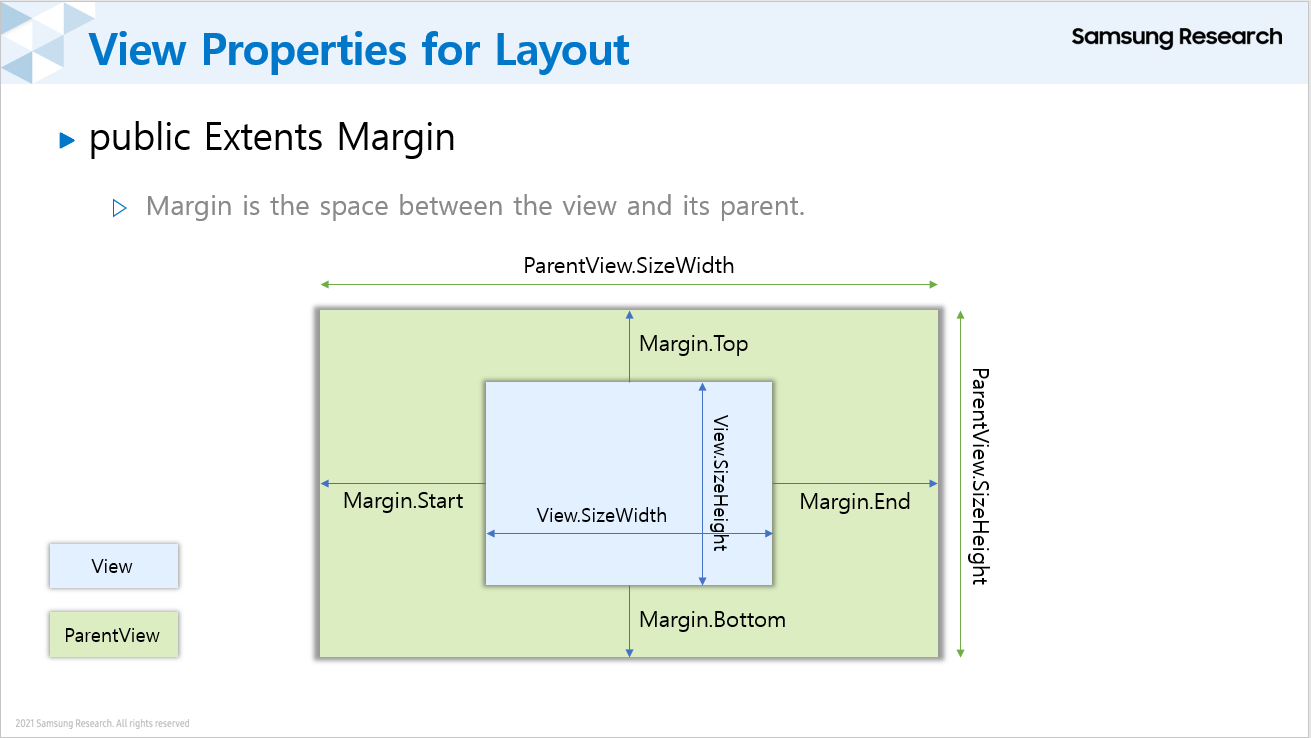 View Properties for Layout
Samsung Research
public Extents Margin
Margin is the space between the view and its parent.
ParentView.SizeWidth
Margin.Top
ParentView.SizeHeight
View.SizeHeight
Margin.Start
View.SizeWidth
Margin.End
View
Margin.Bottom
ParentView
2021 Samsung Research. All rights reserved